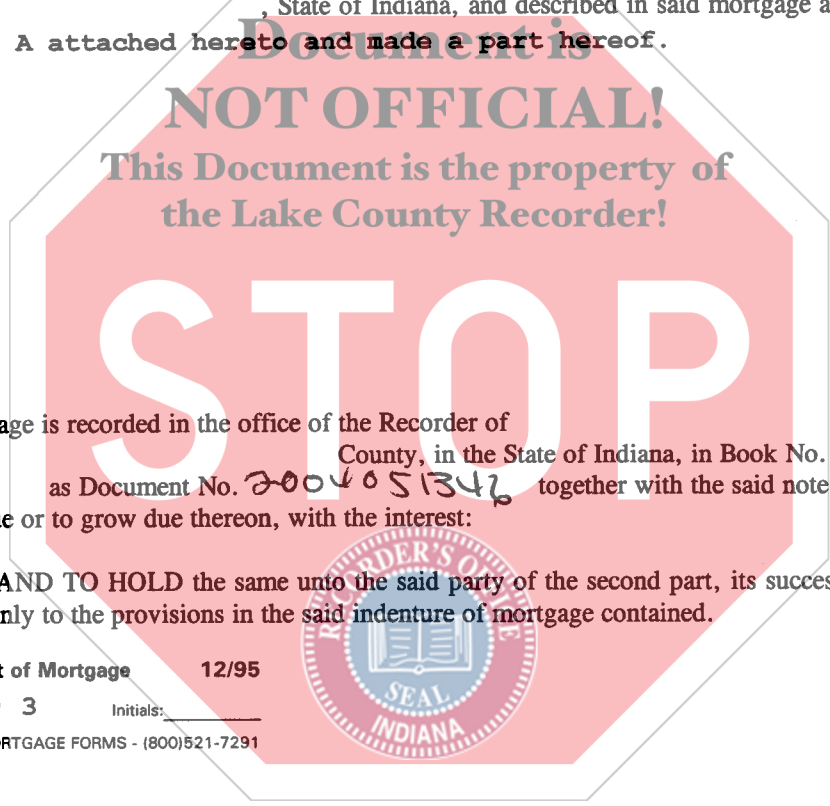 , State of Indiana, and described in said mortgage a
A attached hereto and made a part hereof.
Document is
NOT OFFICIAL!
This Document is the property of
the Lake County Recorder!
STOP
age is recorded in the office of the Recorder of
County, in the State of Indiana, in Book No.
as Document No. 2004051346 together with the said note
e or to grow due thereon, with the interest:
AND TO HOLD the same unto the said party of the second part, its succes
nly to the provisions in the said indenture of mortgage contained.
t of Mortgage 12/95
3 Initials:
RTGAGE FORMS - (800)521-7291
RECORDER'S OFFICE
SEAL
INDIANA